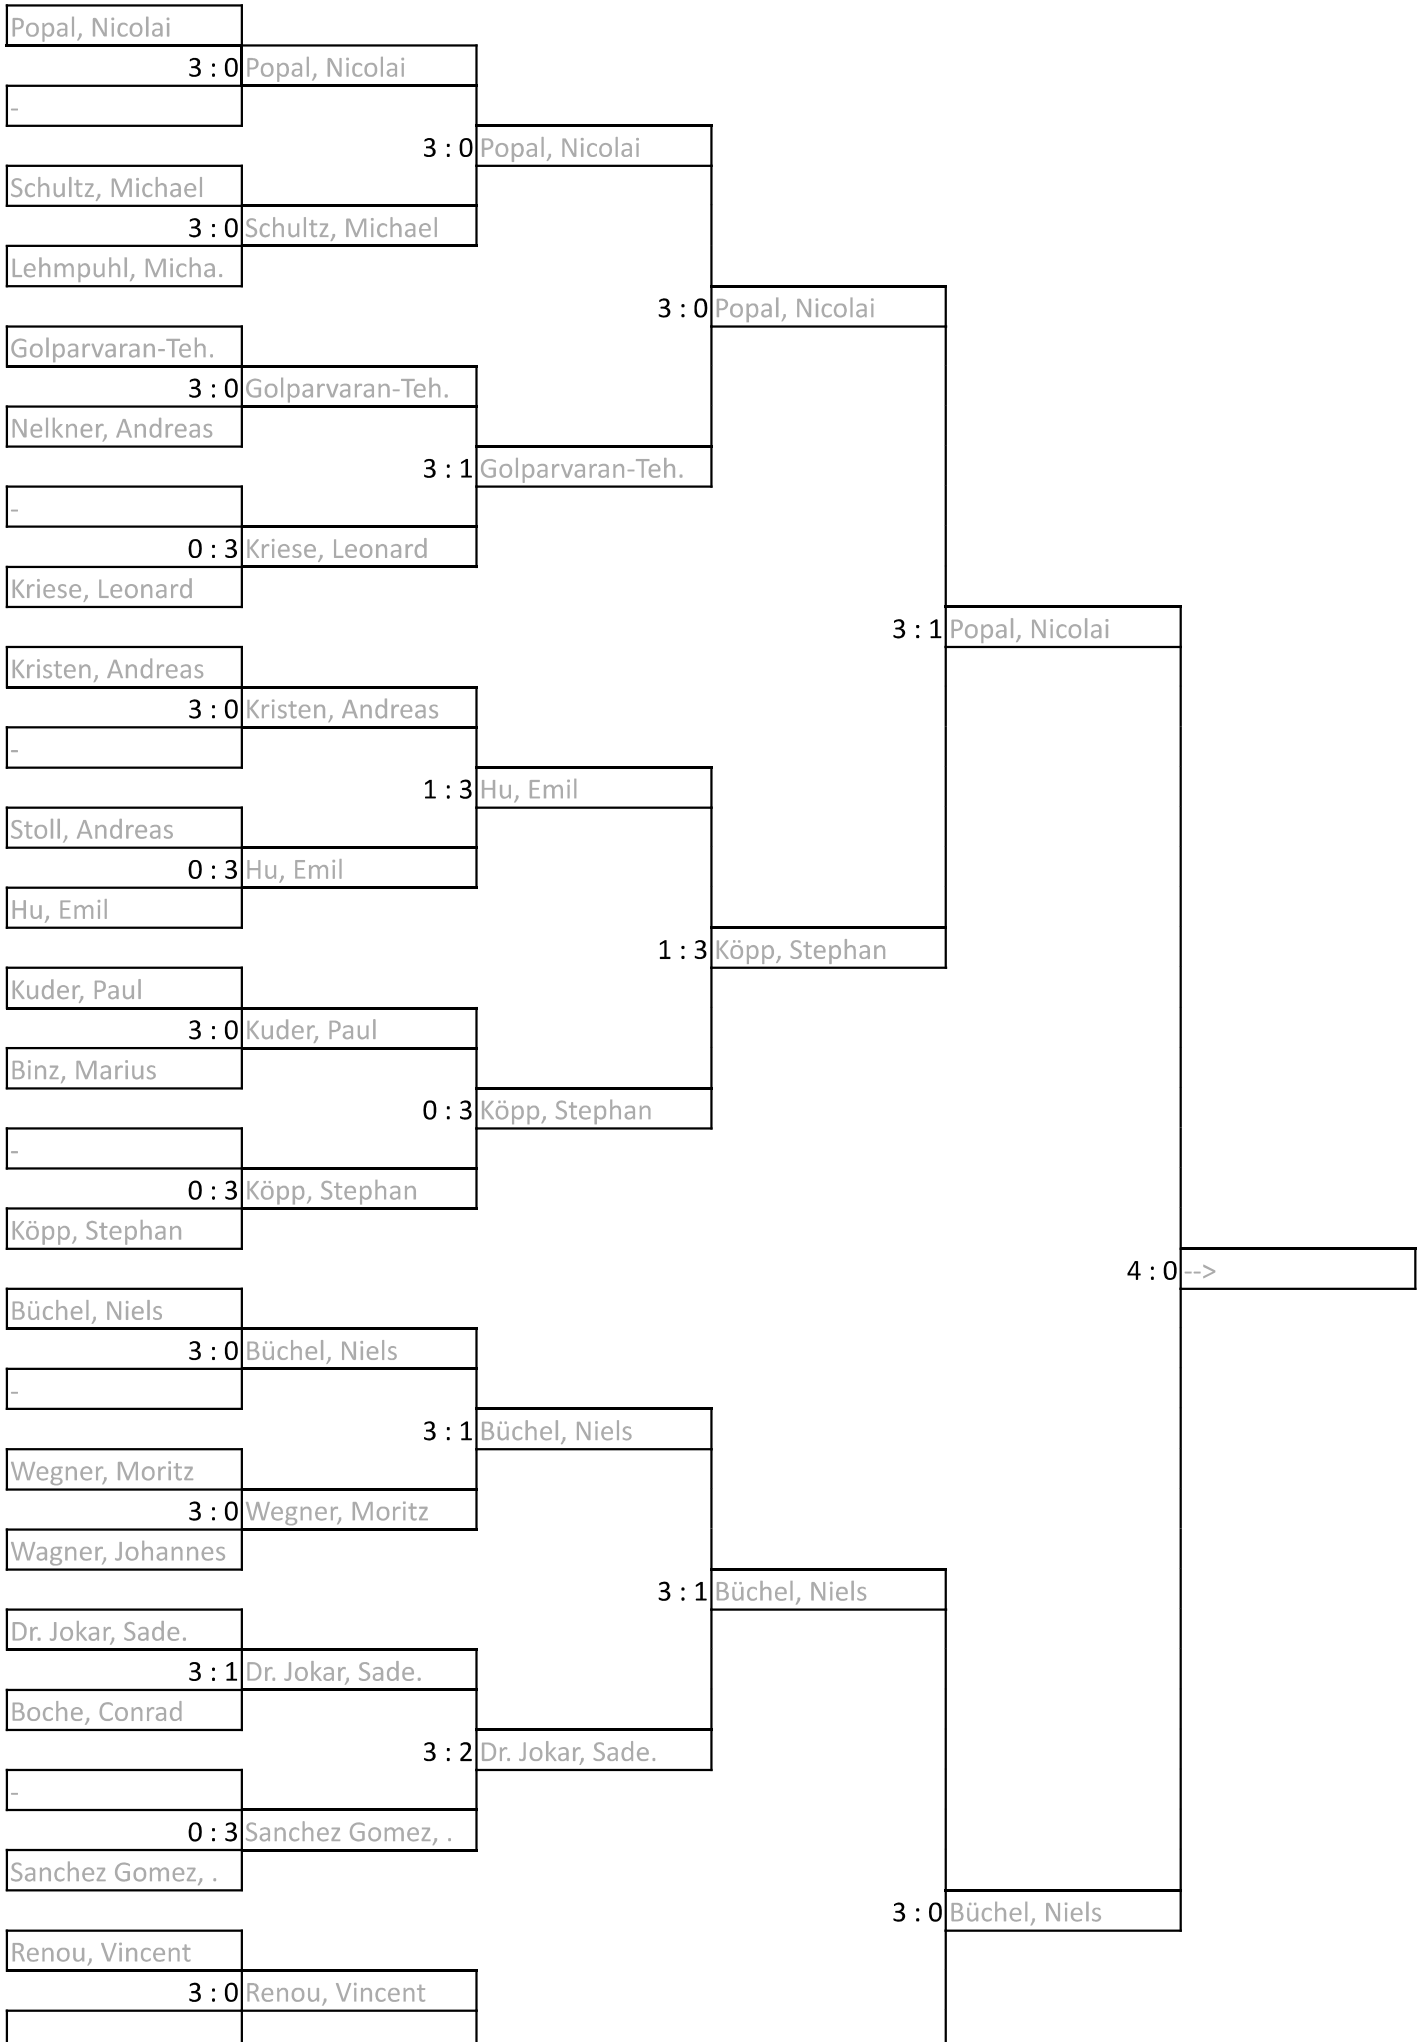 Popal, Nicolai
3 : 0 Popal, Nicolai
-
3 : 0 Popal, Nicolai
Schultz, Michael
3 : 0 Schultz, Michael
Lehmpuhl, Micha.
3 : 0 Popal, Nicolai
Golparvaran-Teh.
3 : 0 Golparvaran-Teh.
Nelkner, Andreas
3 : 1 Golparvaran-Teh.
-
0 : 3 Kriese, Leonard
Kriese, Leonard
3 : 1 Popal, Nicolai
Kristen, Andreas
3 : 0 Kristen, Andreas
-
1 : 3 Hu, Emil
Stoll, Andreas
0 : 3 Hu, Emil
Hu, Emil
1 : 3 Köpp, Stephan
Kuder, Paul
3 : 0 Kuder, Paul
Binz, Marius
0 : 3 Köpp, Stephan
-
0 : 3 Köpp, Stephan
Köpp, Stephan
4 : 0 -->
Büchel, Niels
3 : 0 Büchel, Niels
-
3 : 1 Büchel, Niels
Wegner, Moritz
3 : 0 Wegner, Moritz
Wagner, Johannes
3 : 1 Büchel, Niels
Dr. Jokar, Sade.
3 : 1 Dr. Jokar, Sade.
Boche, Conrad
3 : 2 Dr. Jokar, Sade.
-
0 : 3 Sanchez Gomez, .
Sanchez Gomez, .
3 : 0 Büchel, Niels
Renou, Vincent
3 : 0 Renou, Vincent